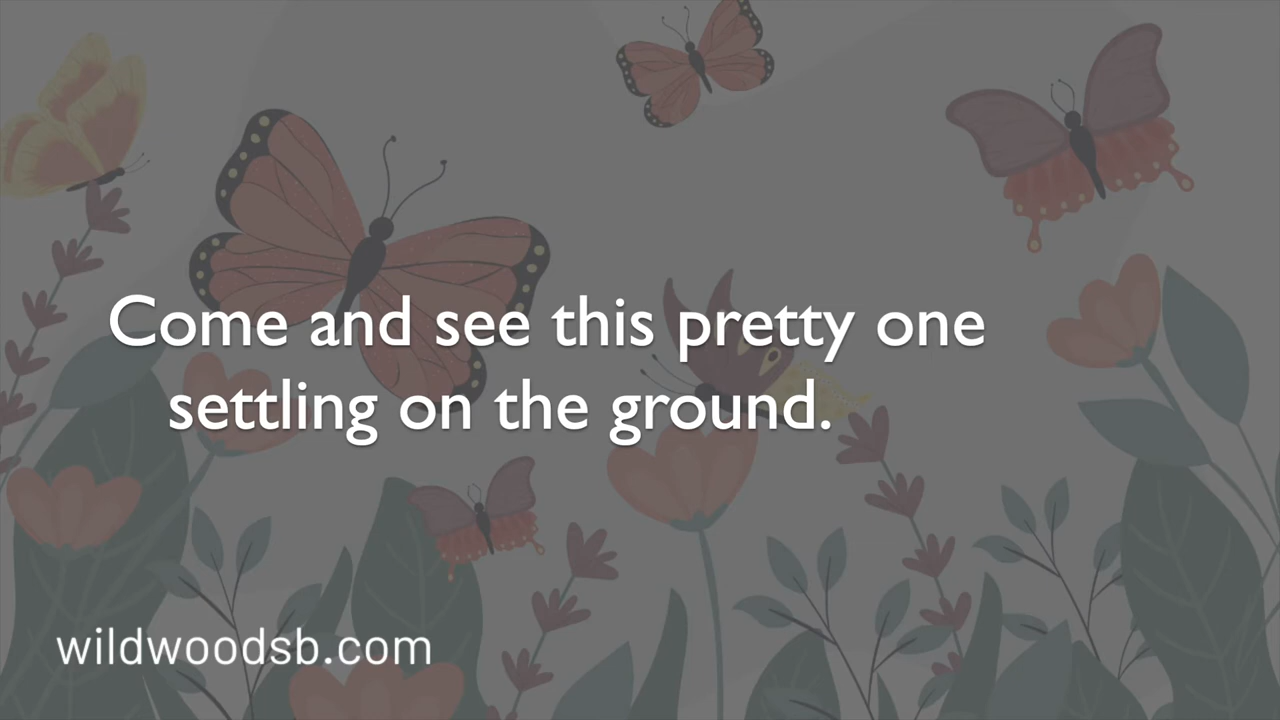 Come and see this pretty one
settling on the ground.
wildwoodsb.com